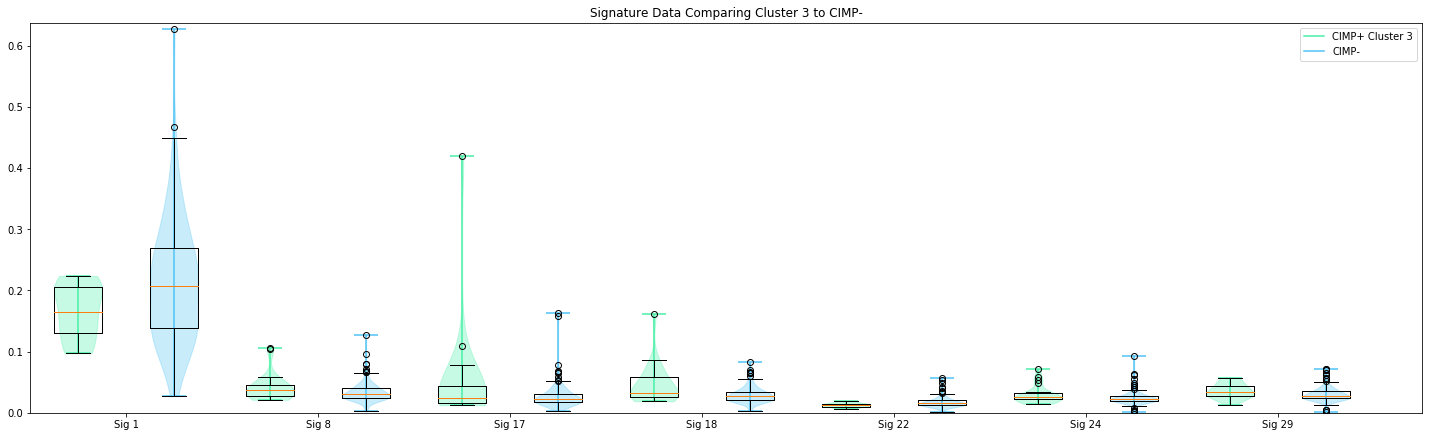 Signature Data Comparing Cluster 3 to CIMP-
CIMP+ Cluster 3
CIMP-
0.6
0.5
0.4
0.3
0.2
0.1
0.0
Sig 1
Sig 8
Sig 17
Sig 18
Sig 22
Sig 24
Sig 29